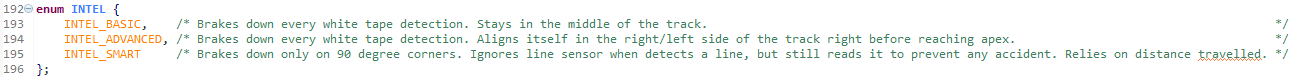 192 enum INTEL {
193 INTEL_BASIC, /* Brakes down every white tape detection. Stays in the middle of the track. */
194 INTEL_ADVANCED, /* Brakes down every white tape detection. Aligns itself in the right/left side of the track right before reaching apex. */
195 INTEL_SMART /* Brakes down only on 90 degree corners. Ignores line sensor when detects a line, but still reads it to prevent any accident. Relies on distance travelled. */
196 };